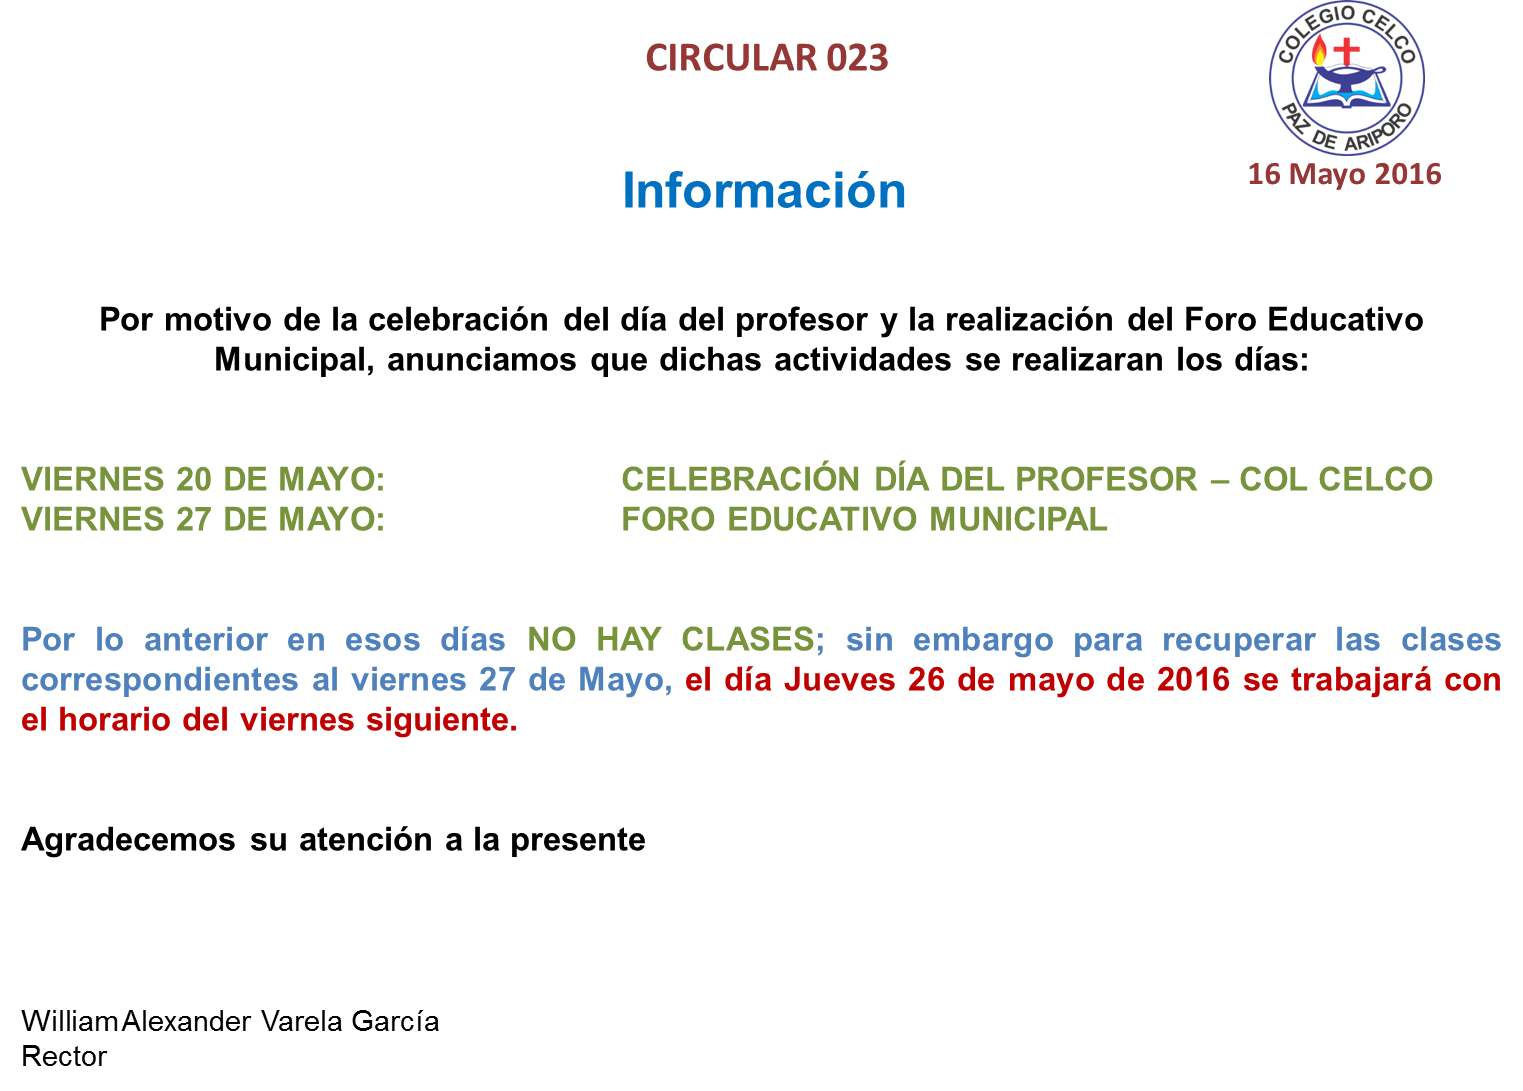 CIRCULAR 023
COLEGIO CELCO
PAZ DE ARIPORO
16 Mayo 2016
Información
Por motivo de la celebración del día del profesor y la realización del Foro Educativo
Municipal, anunciamos que dichas actividades se realizaran los días:
VIERNES 20 DE MAYO: CELEBRACIÓN DÍA DEL PROFESOR – COL CELCO
VIERNES 27 DE MAYO: FORO EDUCATIVO MUNICIPAL
Por lo anterior en esos días NO HAY CLASES; sin embargo para recuperar las clases
correspondientes al viernes 27 de Mayo, el día Jueves 26 de mayo de 2016 se trabajará con
el horario del viernes siguiente.
Agradecemos su atención a la presente
William Alexander Varela García
Rector